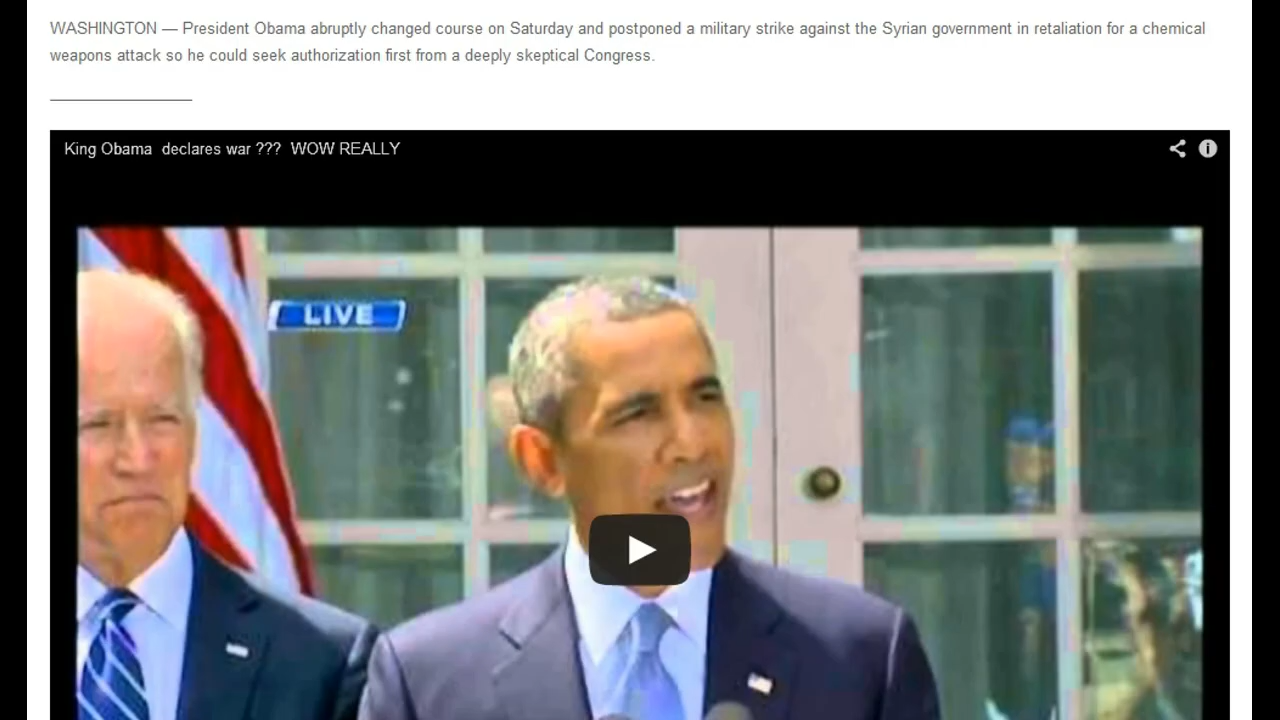 WASHINGTON — President Obama abruptly changed course on Saturday and postponed a military strike against the Syrian government in retaliation for a chemical
weapons attack so he could seek authorization first from a deeply skeptical Congress.
King Obama  declares war ???  WOW REALLY
LIVE